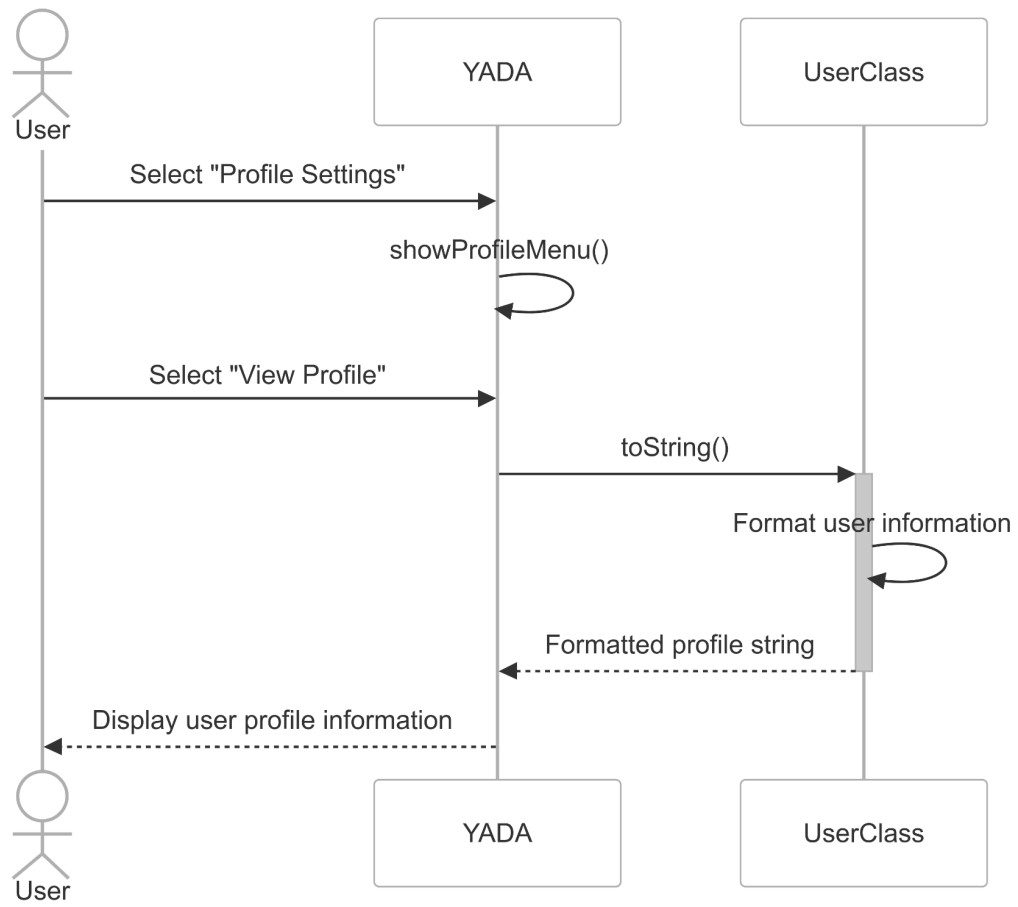 User
YADA
UserClass
Select "Profile Settings"
showProfileMenu()
Select "View Profile"
toString()
Format user information
Formatted profile string
Display user profile information
User
YADA
UserClass